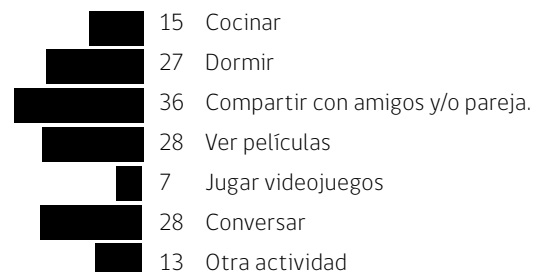 15 Cocinar
27 Dormir
36 Compartir con amigos y/o pareja.
28 Ver películas
7 Jugar videojuegos
28 Conversar
13 Otra actividad